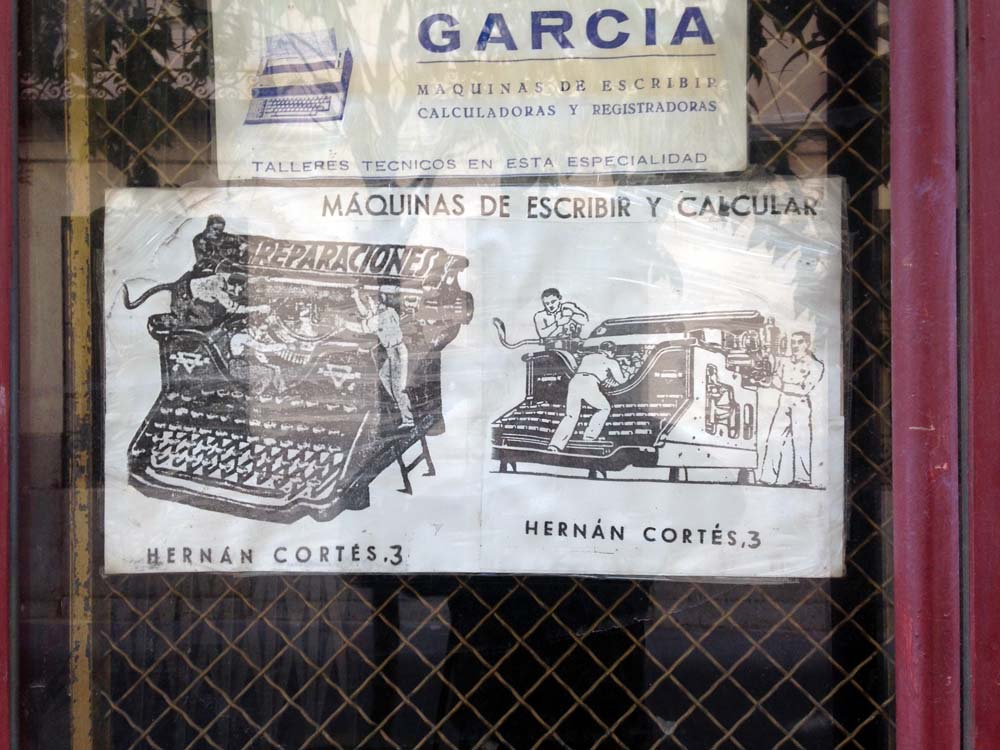 GARCIA
MAQUINAS DE ESCRIBIR
CALCULADORAS Y REGISTRADORAS
TALLERES TECNICOS EN ESTA ESPECIALIDAD
MÁQUINAS DE ESCRIBIR Y CALCULAR
REPARACIONES
HERNÁN CORTÉS,3
HERNÁN CORTÉS,3